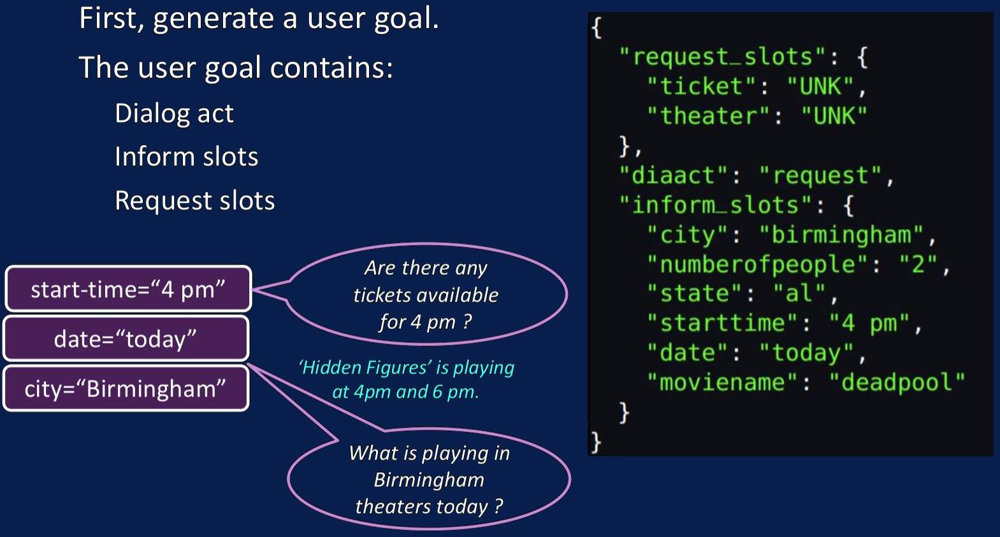 First, generate a user goal.
The user goal contains:
Dialog act
Inform slots
Request slots
start-time=“4 pm”
date=“today”
city=“Birmingham”
Are there any
tickets available
for 4 pm ?
‘Hidden Figures’ is playing
at 4pm and 6 pm.
What is playing in
Birmingham
theaters today ?
{
"request_slots": {
"ticket": "UNK",
"theater": "UNK"
},
"diaact": "request",
"inform_slots": {
"city": "birmingham",
"numberofpeople": "2",
"state": "al",
"starttime": "4 pm",
"date": "today",
"moviename": "deadpool"
}
}